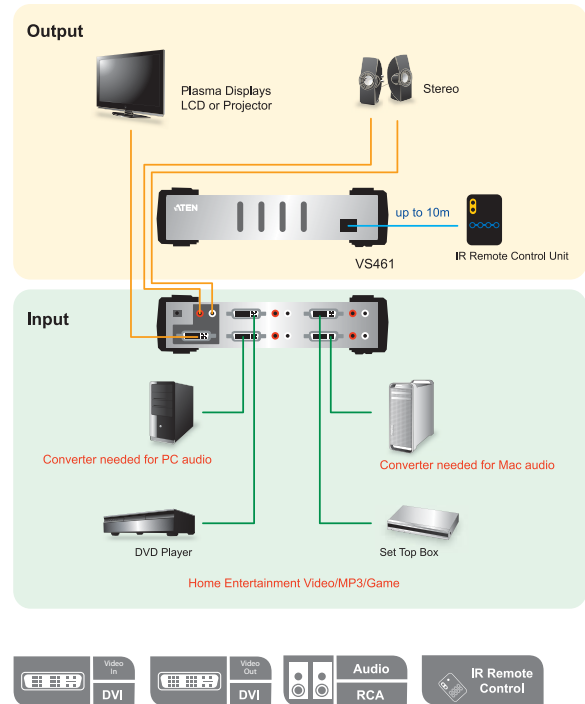 Output
Plasma Displays
LCD or Projector
Stereo
ATEN
up to 10m
VS461
IR Remote Control Unit
Input
Converter needed for PC audio
Converter needed for Mac audio
DVD Player
Set Top Box
Home Entertainment Video/MP3/Game
Video
In
DVI
Video
Out
DVI
Audio
RCA
IR Remote
Control